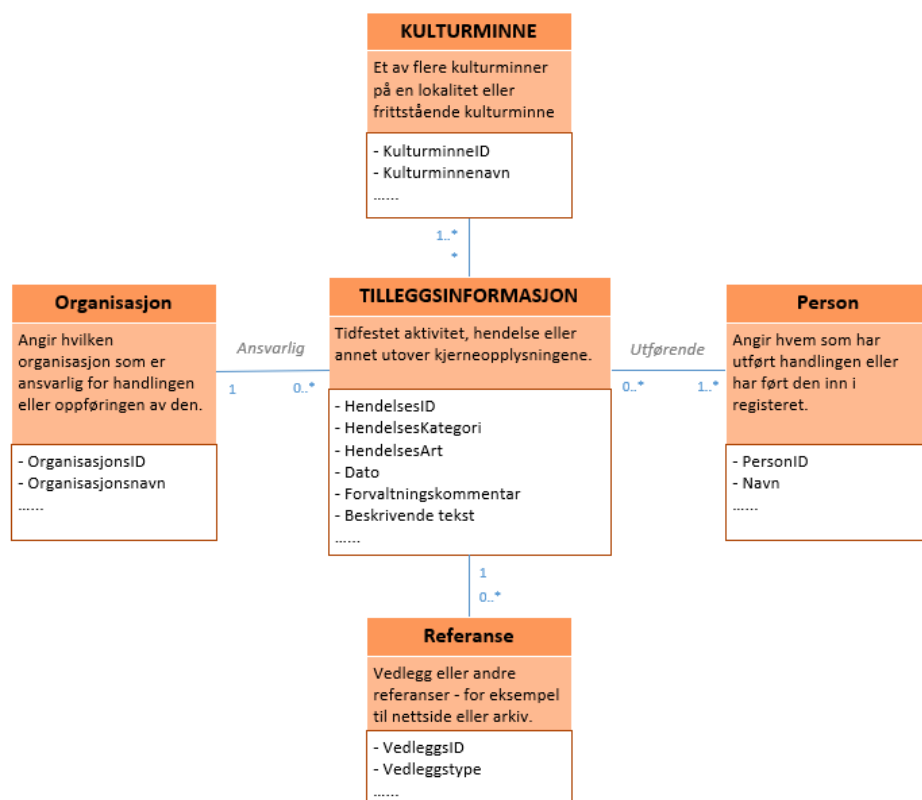 KULTURMINNE
Et av flere kulturminner
på en lokalitet eller
frittstående kulturminne
- KulturminneID
- Kulturminnenavn
......
1..*
*
Organisasjon
Angir hvilken
organisasjon som er
ansvarlig for handlingen
eller oppføringen av den.
- OrganisasjonsID
- Organisasjonsnavn
......
Ansvarlig
1
0..*
TILLEGGSINFORMASJON
Tidfestet aktivitet, hendelse eller
annet utover kjerneopplysningene.
- HendelsesID
- HendelsesKategori
- HendelsesArt
- Dato
- Forvaltningskommentar
- Beskrivende tekst
......
Utførende
0..*
1..*
Person
Angir hvem som har
utført handlingen eller
har ført den inn i
registeret.
- PersonID
- Navn
......
1
0..*
Referanse
Vedlegg eller andre
referanser - for eksempel
til nettside eller arkiv.
- VedleggsID
- Vedleggstype
......